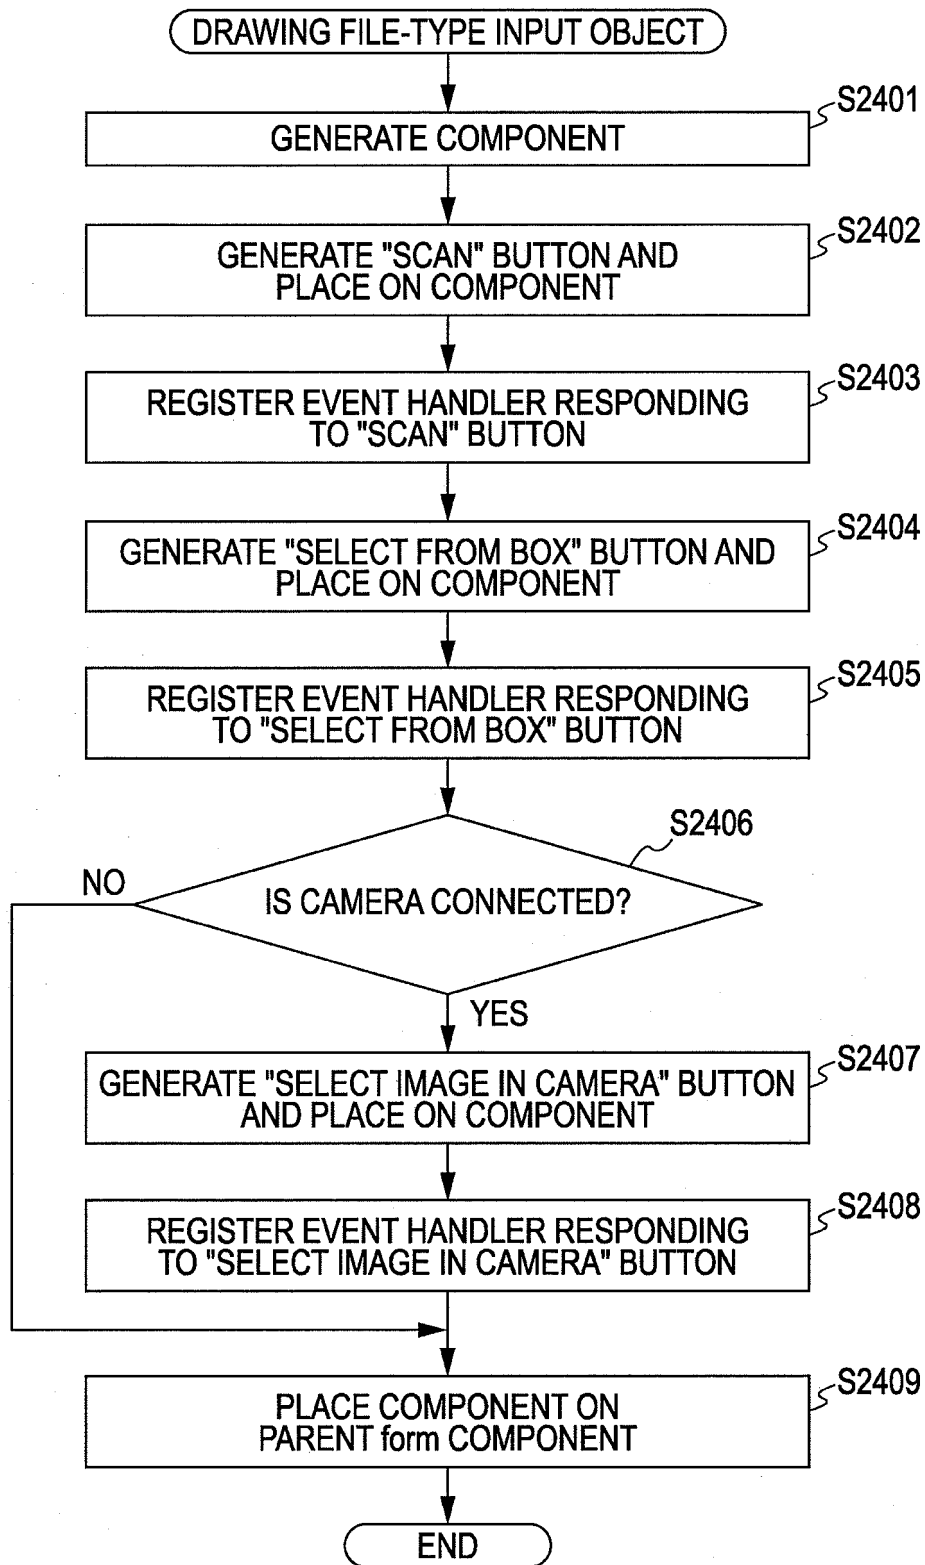 DRAWING FILE-TYPE INPUT OBJECT
S2401
GENERATE COMPONENT
S2402
GENERATE "SCAN" BUTTON AND
PLACE ON COMPONENT
S2403
REGISTER EVENT HANDLER RESPONDING
TO "SCAN" BUTTON
S2404
GENERATE "SELECT FROM BOX" BUTTON AND
PLACE ON COMPONENT
S2405
REGISTER EVENT HANDLER RESPONDING
TO "SELECT FROM BOX" BUTTON
S2406
IS CAMERA CONNECTED?
NO
YES
S2407
GENERATE "SELECT IMAGE IN CAMERA" BUTTON
AND PLACE ON COMPONENT
S2408
REGISTER EVENT HANDLER RESPONDING
TO "SELECT IMAGE IN CAMERA" BUTTON
S2409
PLACE COMPONENT ON
PARENT form COMPONENT
END